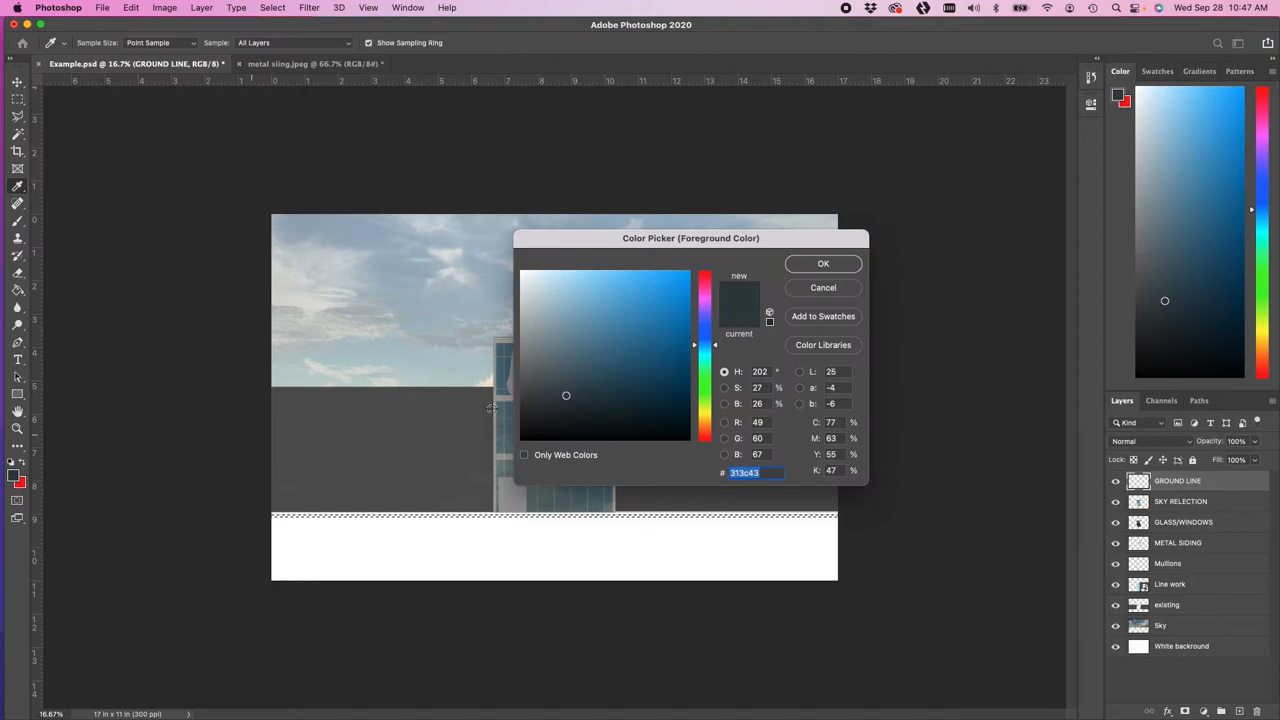 Photoshop File Edit Image Layer Type Select Filter 3D View Window Help Wed Sep 28 10:47 AM
Adobe Photoshop 2020
Sample Size: Point Sample Sample: All Layers Show Sampling Ring
Example.psd @ 16.7% (GROUND LINE, RGB/8) * metal sling.jpeg @ 66.7% (RGB/8#) *
Color Swatches Gradients Patterns
Color Picker (Foreground Color)
new
current
OK
Cancel
Add to Swatches
Color Libraries
H: 202 ° L: 25
S: 27 % a: -4
B: 26 % b: -6
R: 49 C: 77 %
G: 60 M: 63 %
B: 67 Y: 55 %
# 313c43 K: 47 %
Only Web Colors
Layers Channels Paths
Kind
Normal Opacity: 100%
Lock: Fill: 100%
GROUND LINE
SKY RELECTION
GLASS/WINDOWS
METAL SIDING
Mullions
Line work
existing
Sky
White backround
16.67% 17 in x 11 in (300 ppi)